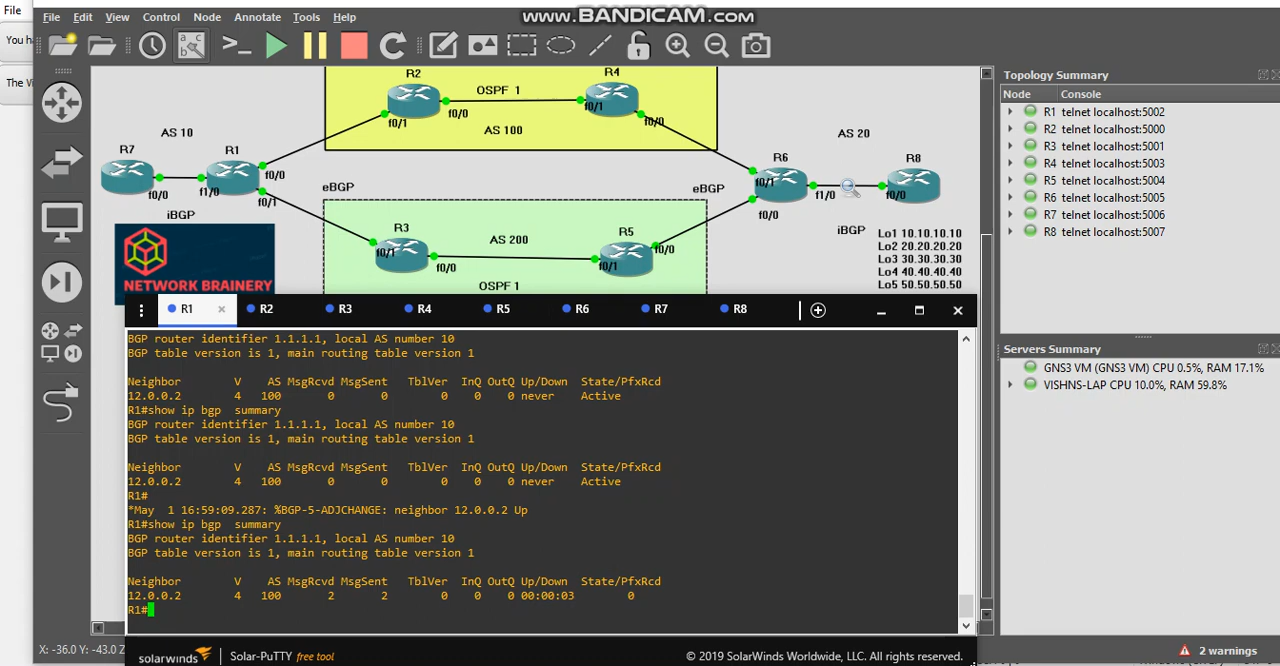 File
www.BANDICAM.com
File Edit View Control Node Annotate Tools Help
You h
The Vi
R2
R4
OSPF 1
f0/1
f0/0
f0/1
f0/0
AS 100
AS 10
AS 20
R7
R1
R6
R8
f0/0
f1/0
f0/0
f0/1
f0/1
f0/0
f1/0
f0/0
eBGP
eBGP
iBGP
iBGP
NETWORK BRAINERY
R3
R5
AS 200
f0/1
f0/0
f0/1
f0/0
OSPF 1
Lo1 10.10.10.10
Lo2 20.20.20.20
Lo3 30.30.30.30
Lo4 40.40.40.40
Lo5 50.50.50.50
R1 R2 R3 R4 R5 R6 R7 R8
BGP router identifier 1.1.1.1, local AS number 10
BGP table version is 1, main routing table version 1
Neighbor V AS MsgRcvd MsgSent TblVer InQ OutQ Up/Down State/PfxRcd
12.0.0.2 4 100 0 0 0 0 0 never Active
R1#show ip bgp  summary
BGP router identifier 1.1.1.1, local AS number 10
BGP table version is 1, main routing table version 1
Neighbor V AS MsgRcvd MsgSent TblVer InQ OutQ Up/Down State/PfxRcd
12.0.0.2 4 100 0 0 0 0 0 never Active
R1#
*May  1 16:59:09.287: %BGP-5-ADJCHANGE: neighbor 12.0.0.2 Up
R1#show ip bgp  summary
BGP router identifier 1.1.1.1, local AS number 10
BGP table version is 1, main routing table version 1
Neighbor V AS MsgRcvd MsgSent TblVer InQ OutQ Up/Down State/PfxRcd
12.0.0.2 4 100 2 2 0 0 0 00:00:03 0
R1#
solarwinds Solar-PuTTY free tool © 2019 SolarWinds Worldwide, LLC. All rights reserved.
X: -36.0 Y: -43.0 Z
Topology Summary
Node Console
R1 telnet localhost:5002
R2 telnet localhost:5000
R3 telnet localhost:5001
R4 telnet localhost:5003
R5 telnet localhost:5004
R6 telnet localhost:5005
R7 telnet localhost:5006
R8 telnet localhost:5007
Servers Summary
GNS3 VM (GNS3 VM) CPU 0.5%, RAM 17.1%
VISHNS-LAP CPU 10.0%, RAM 59.8%
2 warnings